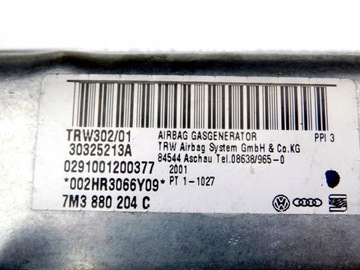 TRW302/01 AIRBAG GASGENERATOR PPI 3
30325213A TRW Airbag System GmbH & Co.KG
84544 Aschau Tel.08638/965-0
0291001200377 2001
*002HR3066Y09* PT 1-1027
7M3 880 204 C